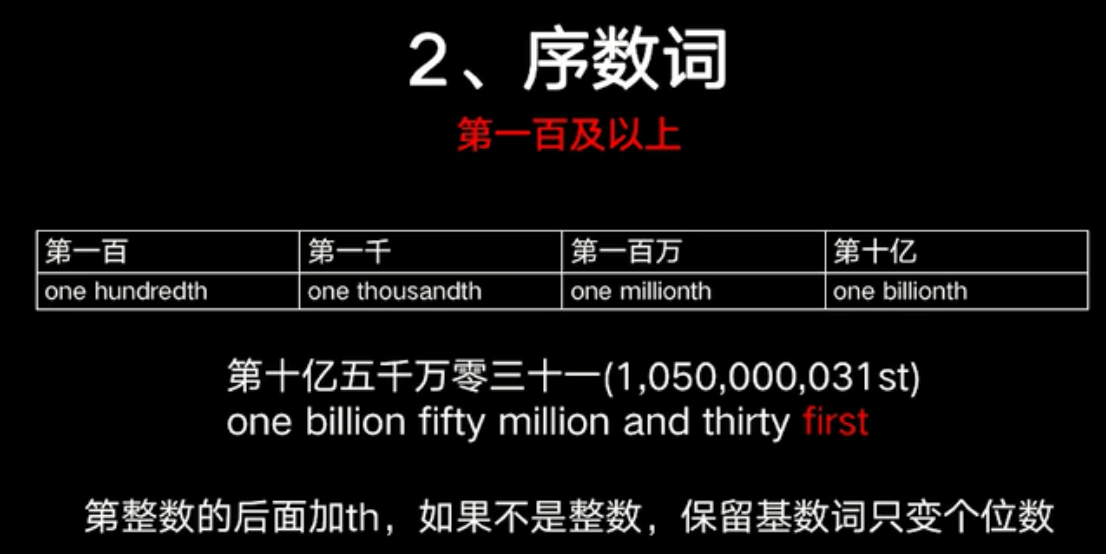 2、序数词
第一百及以上
第一百 第一千 第一百万 第十亿
one hundredth one thousandth one millionth one billionth
第十亿五千万零三十一(1,050,000,031st)
one billion fifty million and thirty first
第整数的后面加th，如果不是整数，保留基数词只变个位数